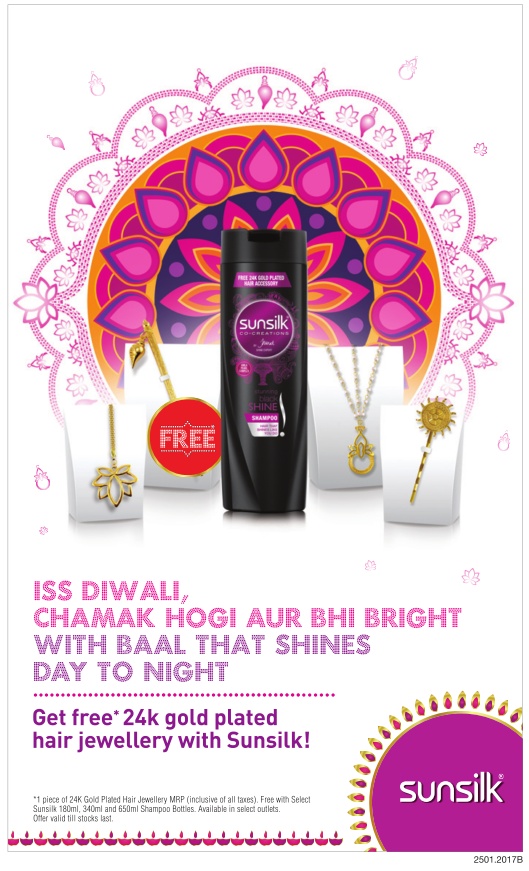 FREE 24K GOLD PLATED
HAIR ACCESSORY
sunsilk
CO-CREATIONS
SHINE
SHAMPOO
FREE*
ISS DIWALI,
CHAMAK HOGI AUR BHI BRIGHT
WITH BAAL THAT SHINES
DAY TO NIGHT
Get free* 24k gold plated
hair jewellery with Sunsilk!
*1 piece of 24K Gold Plated Hair Jewellery MRP (inclusive of all taxes). Free with Select
Sunsilk 180ml, 340ml and 650ml Shampoo Bottles. Available in select outlets.
Offer valid till stocks last.
sunsilk®
2501.2017B